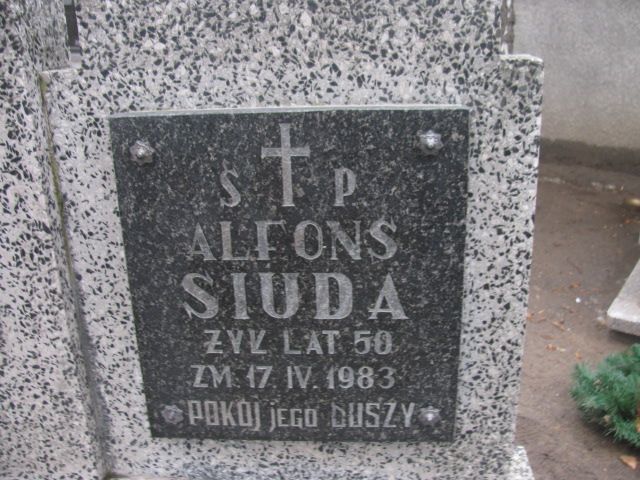 S P
ALFONS
SIUDA
ŻYŁ LAT 50
ZM. 17. IV. 1983
POKÓJ jEGO DUSZY